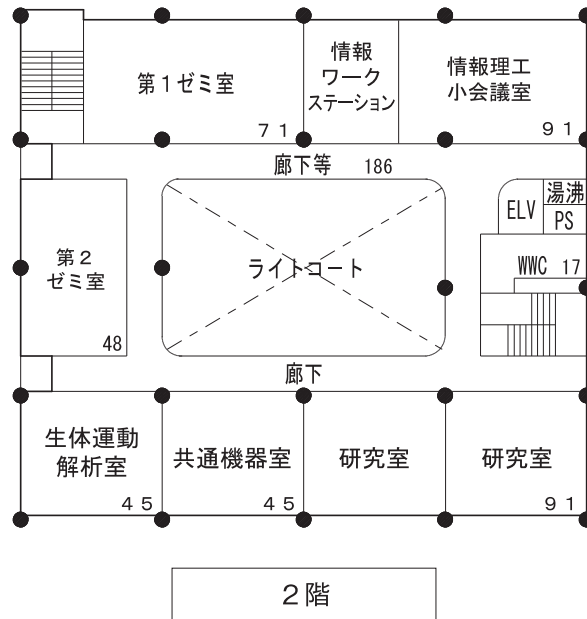 第１ゼミ室
７１
情報
ワーク
ステーション
情報理工
小会議室
９１
廊下等 186
ELV
湯沸
PS
第２
ゼミ室
48
ライトコート
WWC 17
廊下
生体運動
解析室
４５
共通機器室
４５
研究室
研究室
９１
２階